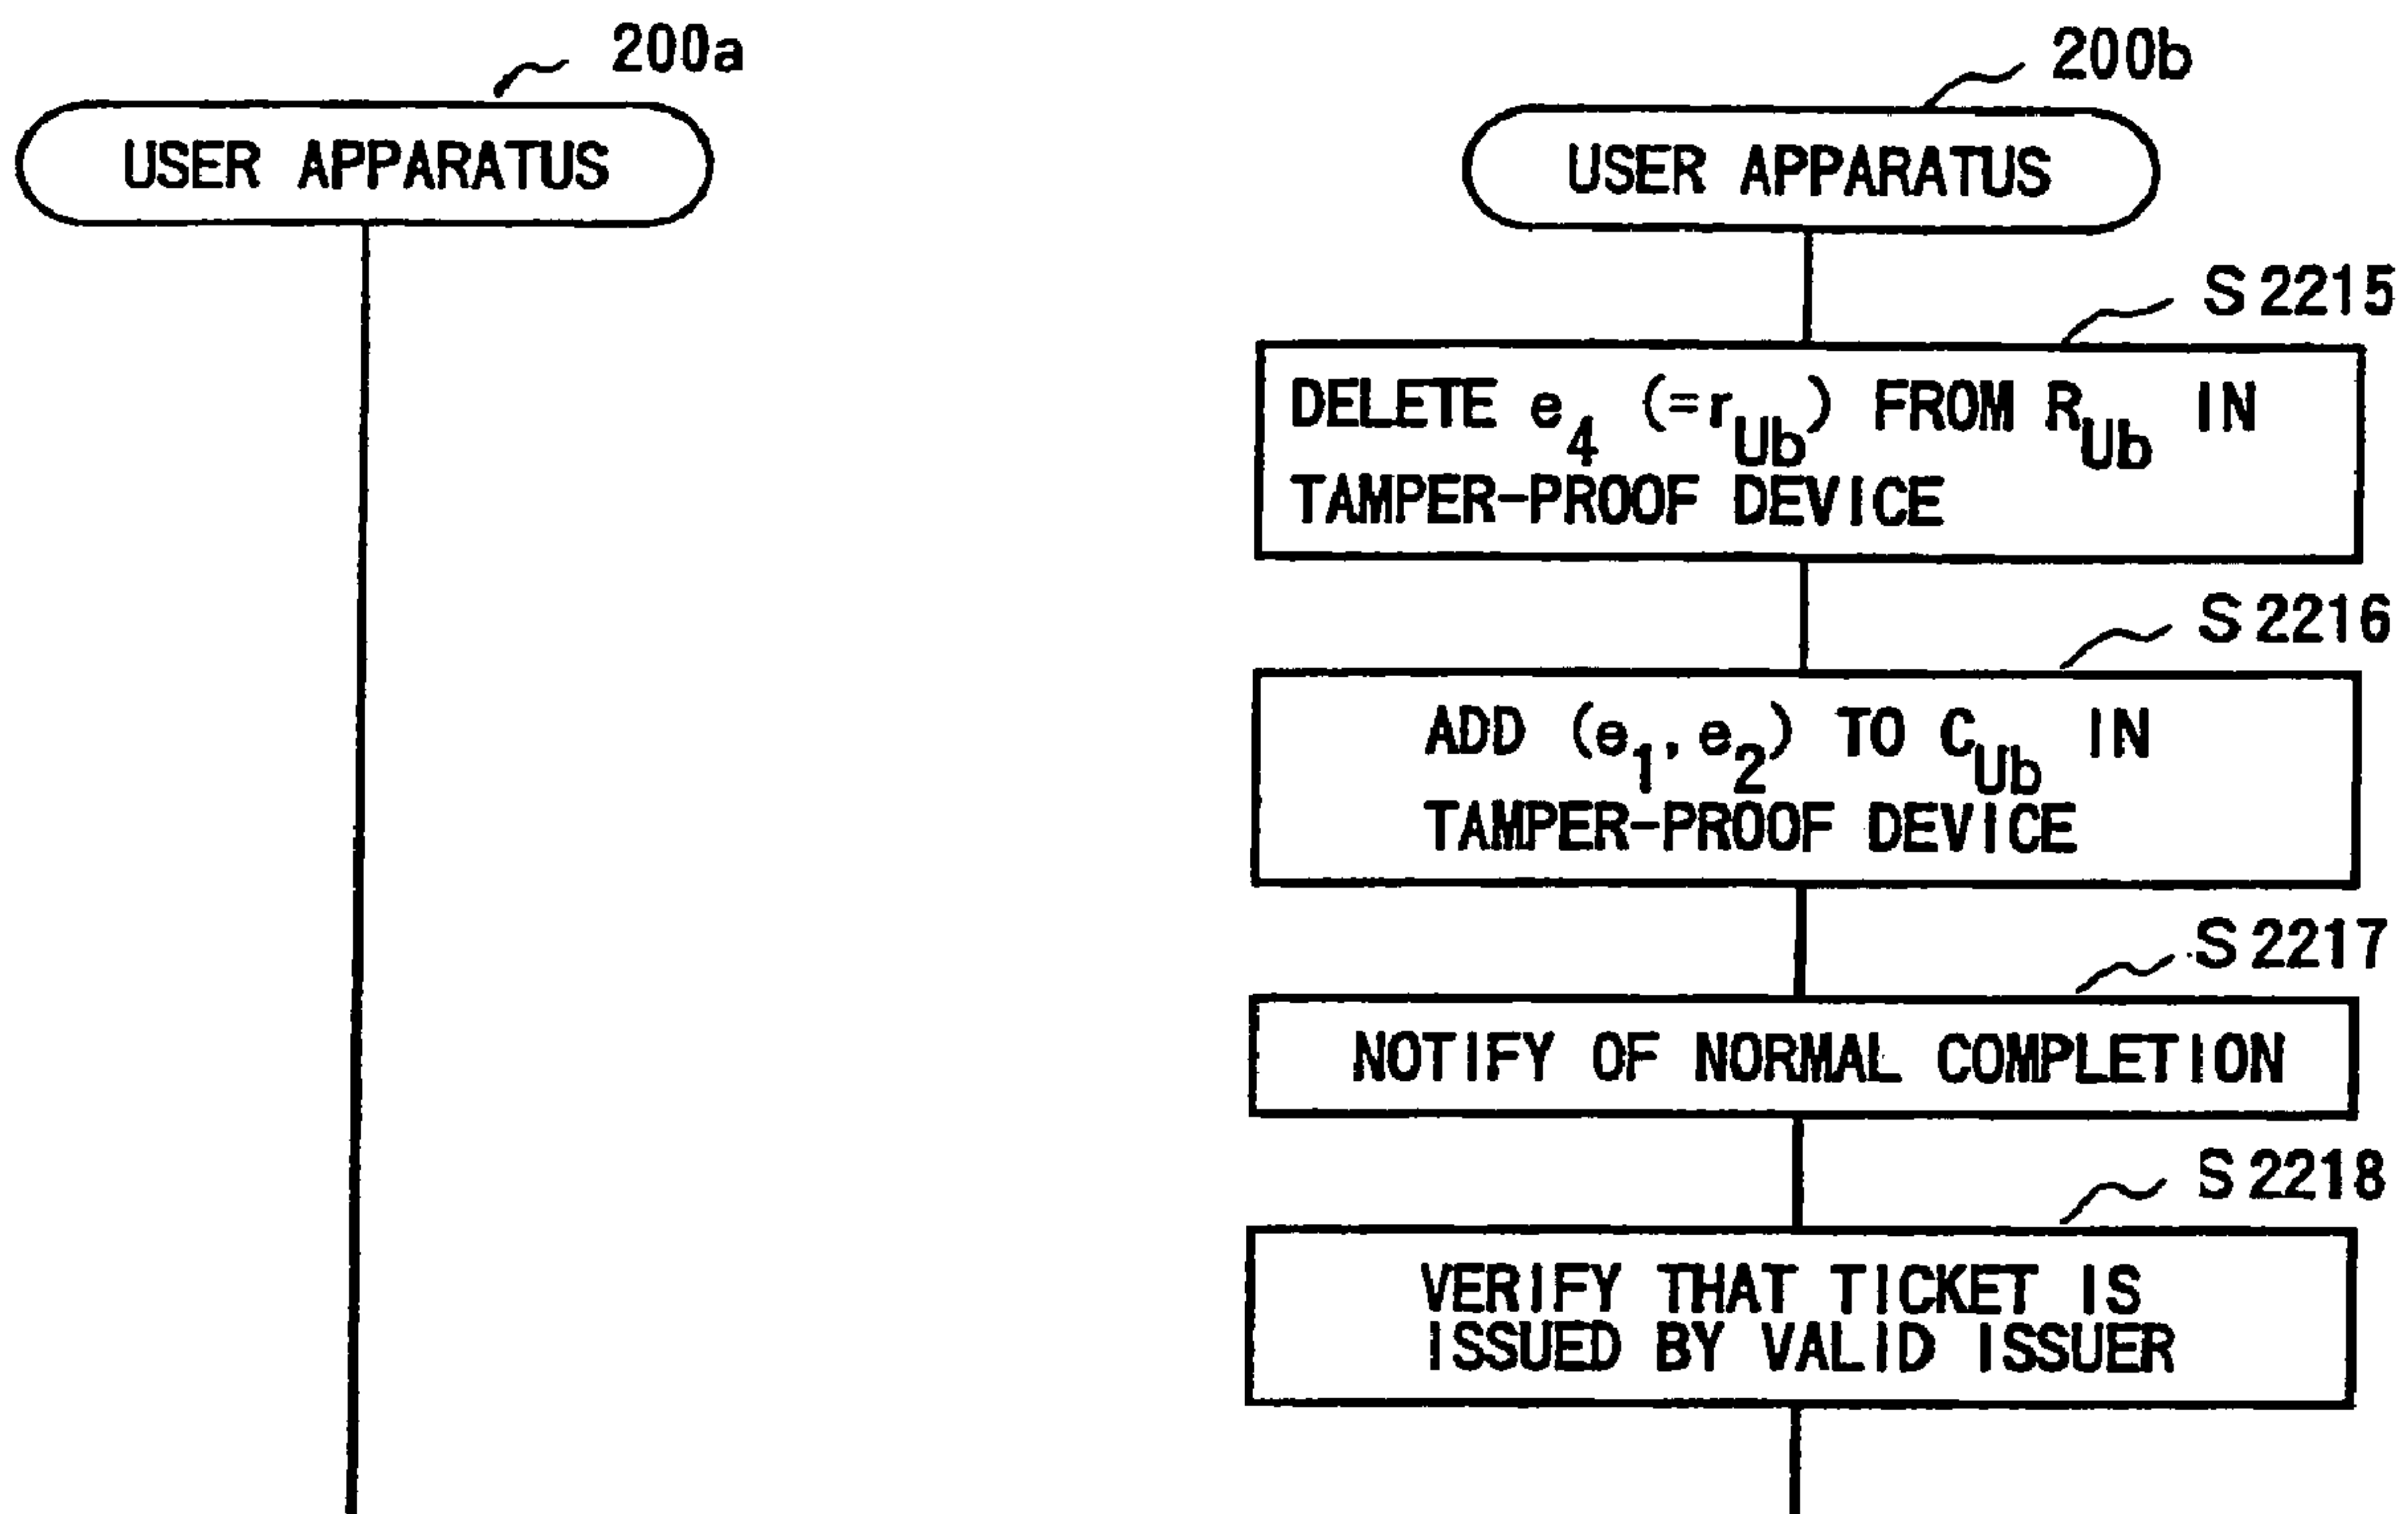 200a
200b
USER APPARATUS
USER APPARATUS
S2215
DELETE e4 (=rUb) FROM RUb IN
TAMPER-PROOF DEVICE
S2216
ADD (e1, e2) TO CUb IN
TAMPER-PROOF DEVICE
S2217
NOTIFY OF NORMAL COMPLETION
S2218
VERIFY THAT TICKET IS
ISSUED BY VALID ISSUER